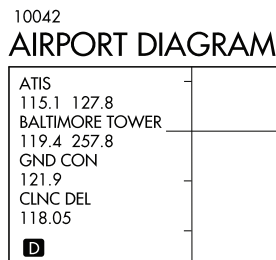 10042
AIRPORT DIAGRAM
ATIS
115.1 127.8
BALTIMORE TOWER
119.4 257.8
GND CON
121.9
CLNC DEL
118.05
D